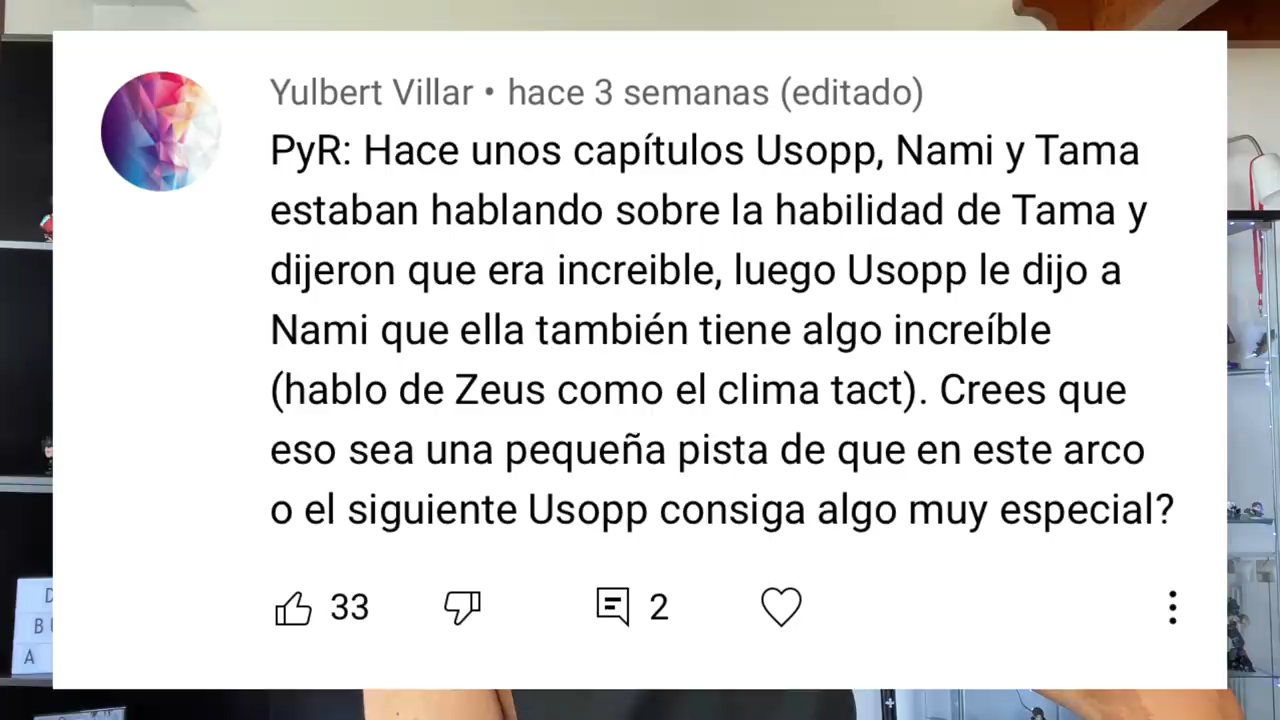 Yulbert Villar • hace 3 semanas (editado)
PyR: Hace unos capítulos Usopp, Nami y Tama
estaban hablando sobre la habilidad de Tama y
dijeron que era increible, luego Usopp le dijo a
Nami que ella también tiene algo increíble
(hablo de Zeus como el clima tact). Crees que
eso sea una pequeña pista de que en este arco
o el siguiente Usopp consiga algo muy especial?
33
2
D
B
A